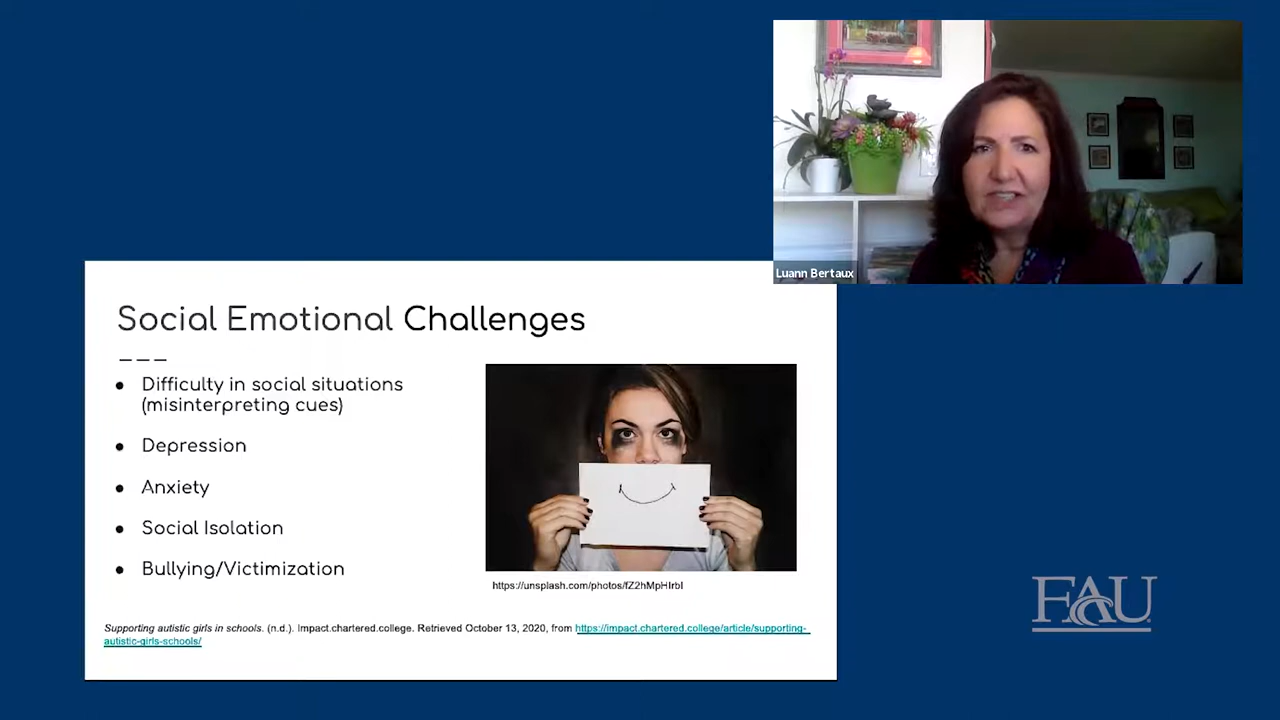 Luann Bertaux
Social Emotional Challenges
● Difficulty in social situations
(misinterpreting cues)
● Depression
● Anxiety
● Social Isolation
● Bullying/Victimization
https://unsplash.com/photos/fZ2hMpHIrbI
Supporting autistic girls in schools. (n.d.). Impact.chartered.college. Retrieved October 13, 2020, from https://impact.chartered.college/article/supporting-
autistic-girls-schools/
FAU